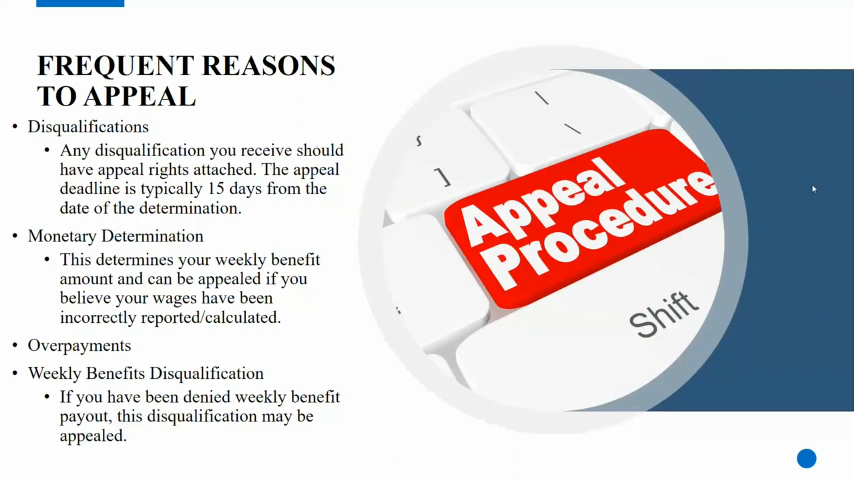 FREQUENT REASONS
TO APPEAL
• Disqualifications
• Any disqualification you receive should
have appeal rights attached. The appeal
deadline is typically 15 days from the
date of the determination.
• Monetary Determination
• This determines your weekly benefit
amount and can be appealed if you
believe your wages have been
incorrectly reported/calculated.
• Overpayments
• Weekly Benefits Disqualification
• If you have been denied weekly benefit
payout, this disqualification may be
appealed.
|
\
]
Appeal
Procedure
Shift